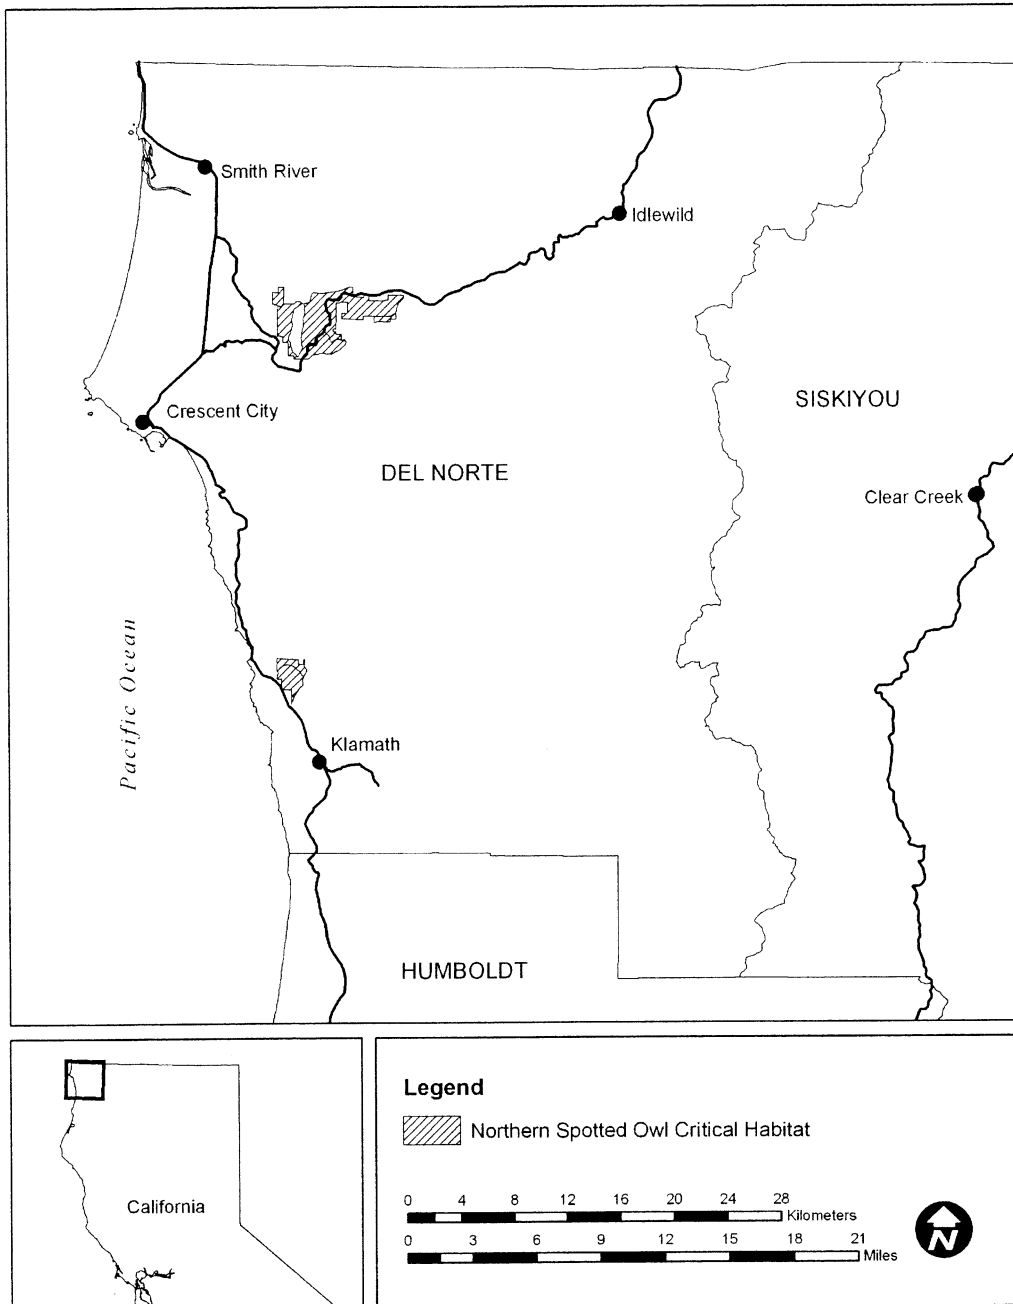 Smith River
Idlewild
SISKIYOU
Crescent City
DEL NORTE
Clear Creek
Pacific Ocean
Klamath
HUMBOLDT
California
Legend
Northern Spotted Owl Critical Habitat
0 4 8 12 16 20 24 28
Kilometers
0 3 6 9 12 15 18 21
Miles
N